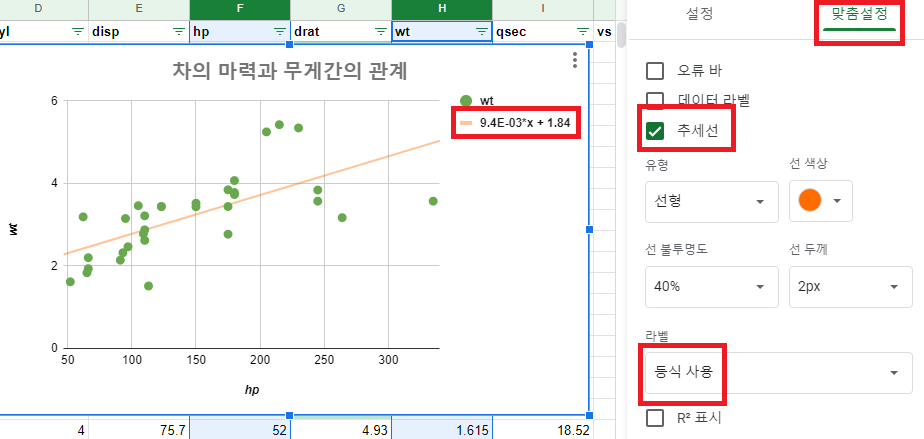 D E F G H I
yl disp hp drat wt qsec vs
차의 마력과 무게간의 관계
wt
9.4E-03*x + 1.84
6
4
2
0
50 100 150 200 250 300
wt
hp
4 75.7 52 4.93 1.615 18.52
설정 맞춤설정
오류 바
데이터 라벨
추세선
유형 선 색상
선형
선 불투명도 선 두께
40% 2px
라벨
등식 사용
R² 표시